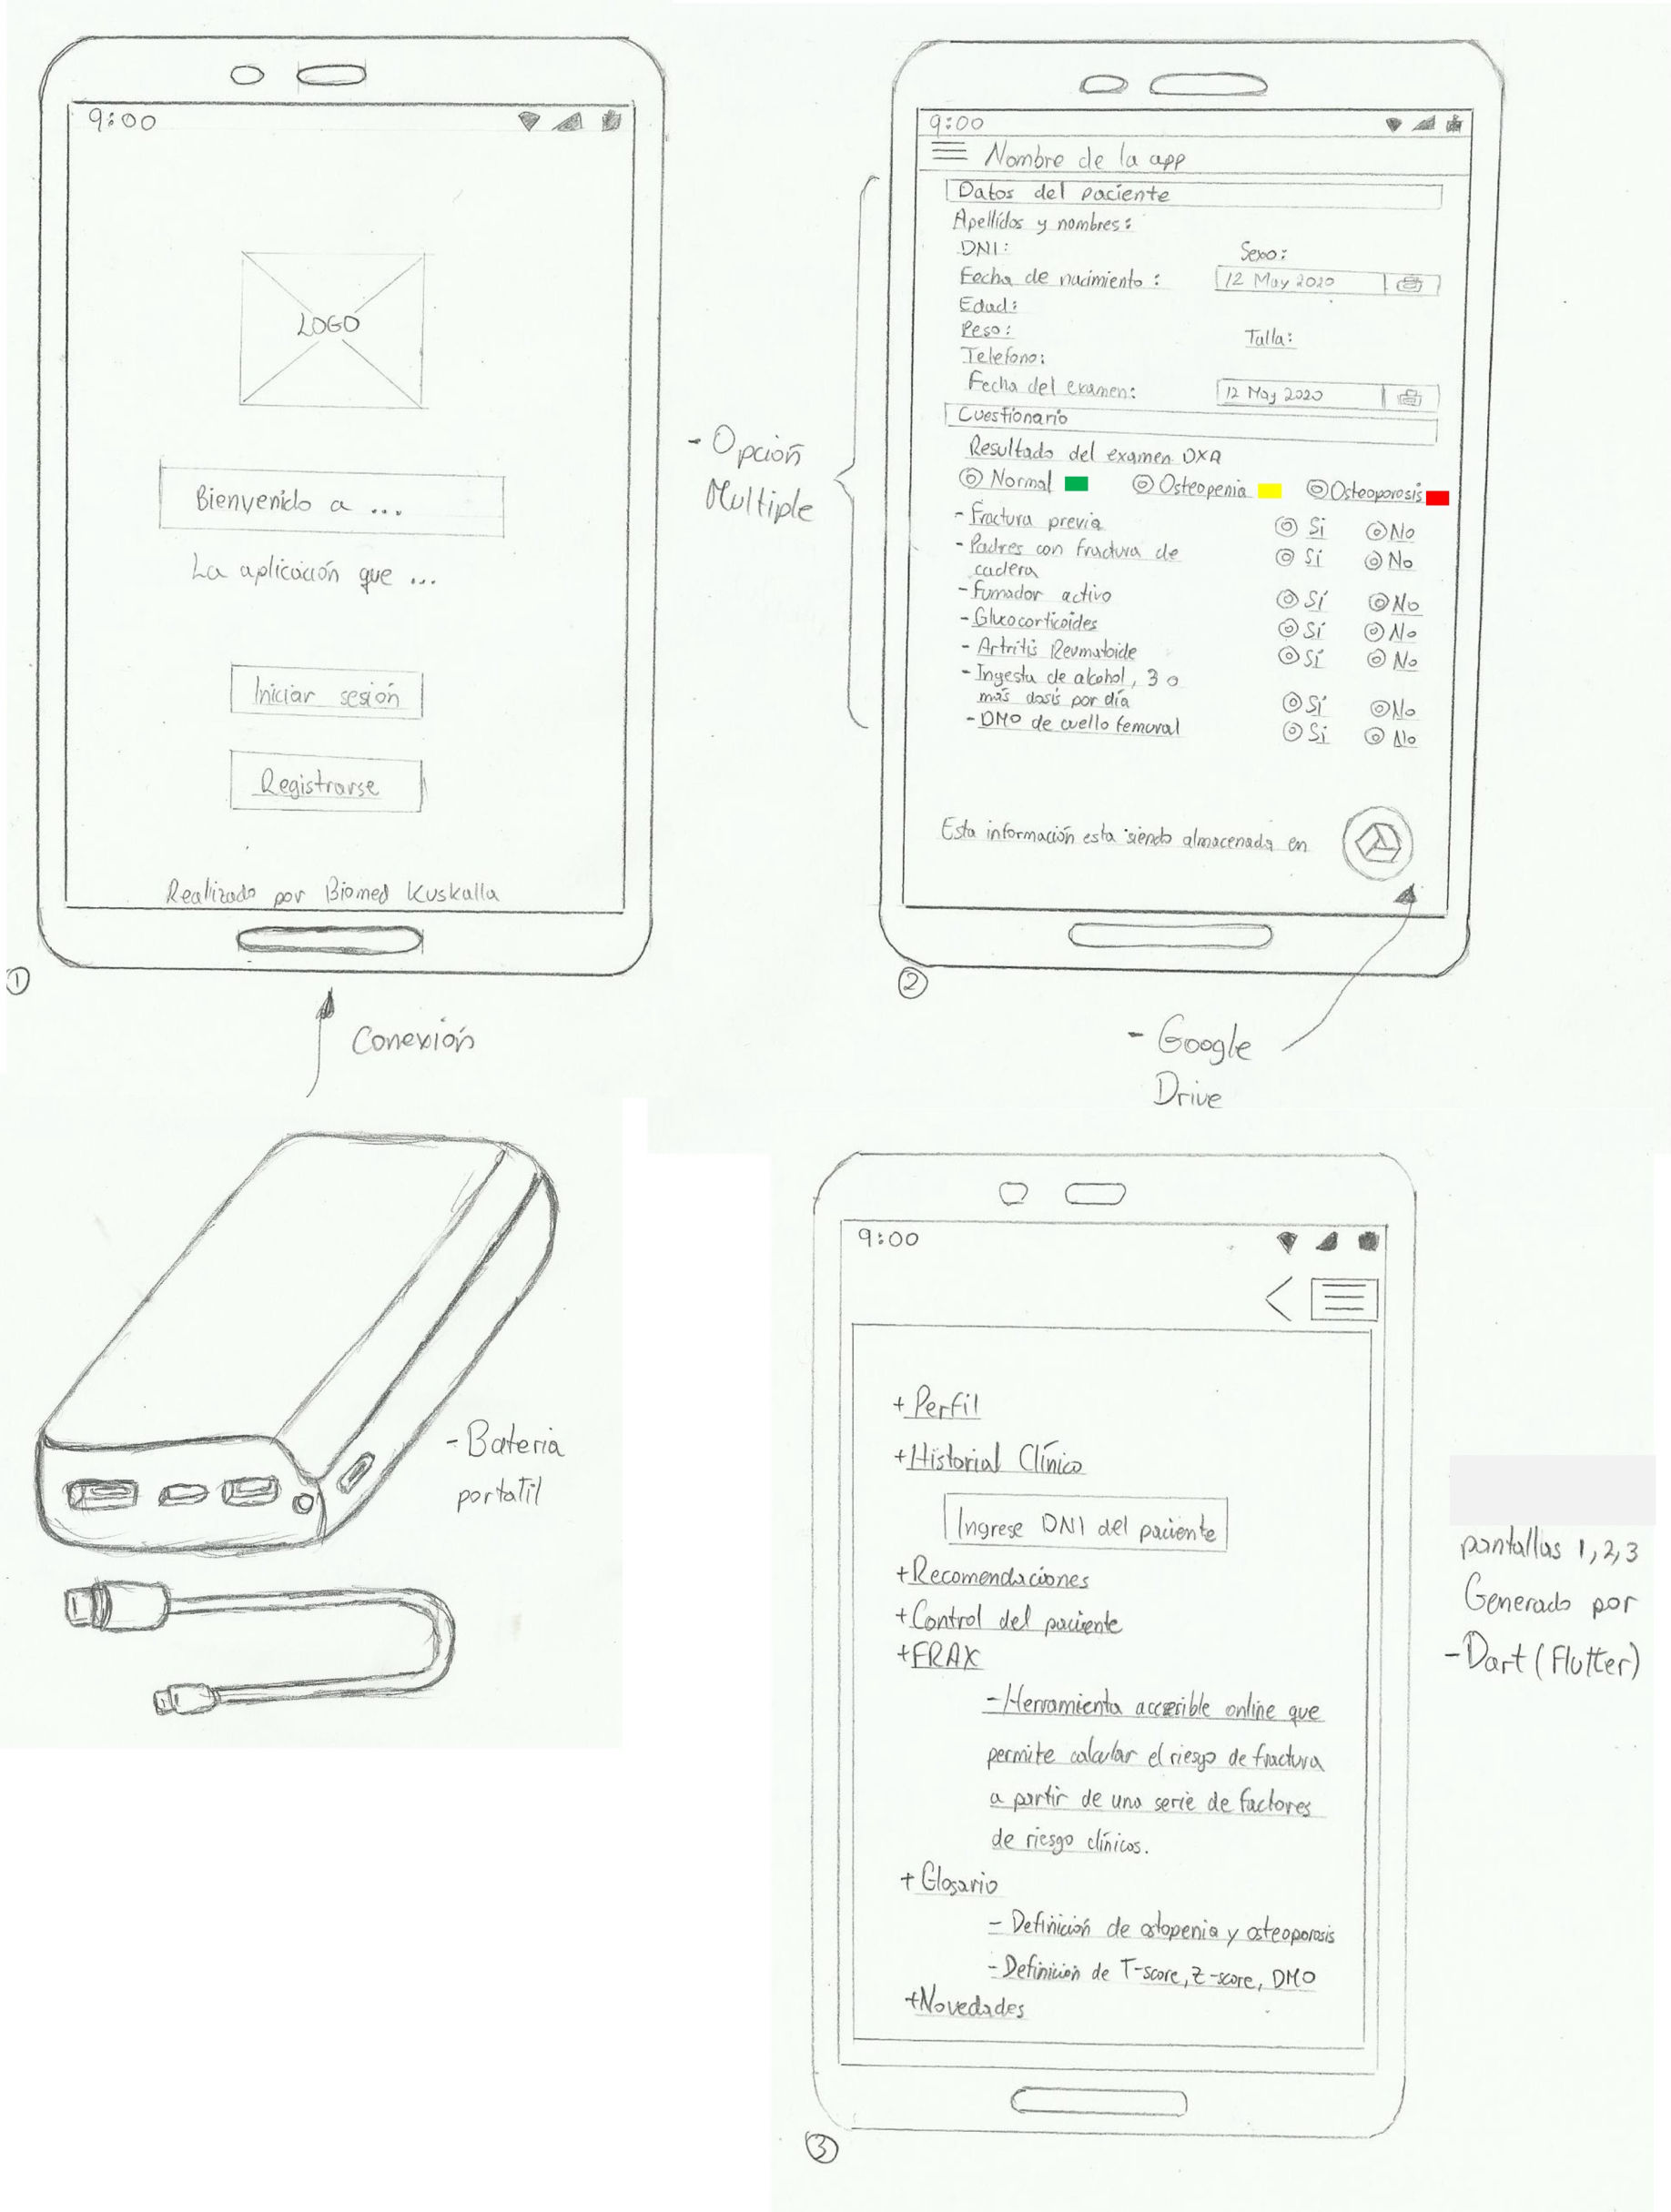 9:00
LOGO
Bienvenido a ...
La aplicación que ...
Iniciar sesión
Registrarse
Realizado por Biomed Kuskalla
1
Conexión
- Opción
Multiple
9:00
Nombre de la app
Datos del paciente
Apellidos y nombres:
DNI:
Sexo:
Fecha de nacimiento :
12 May 2020
Edad:
Peso:
Talla:
Telefono:
Fecha del examen:
12 May 2020
Cuestionario
Resultado del examen DXA
Normal
Osteopenia
Osteoporosis
- Fractura previa
Si
No
- Padres con fractura de
cadera
Si
No
- Fumador activo
Sí
No
- Glucocorticoides
Sí
No
- Artritis Reumatoide
Sí
No
- Ingesta de alcohol, 3 o
más dosis por día
Sí
No
- DMO de cuello femoral
Si
No
Esta información esta siendo almacenada en
2
- Google
Drive
- Bateria
portatil
9:00
+ Perfil
+ Historial Clínico
Ingrese DNI del paciente
+ Recomendaciones
+ Control del paciente
+ FRAX
- Herramienta accesible online que
permite calcular el riesgo de fractura
a partir de una serie de factores
de riesgo clínicos.
+ Glosario
- Definición de ostopenia y osteoporosis
- Definición de T-score, Z-score, DMO
+ Novedades
3
pantallas 1,2,3
Generado por
- Dart (Flutter)